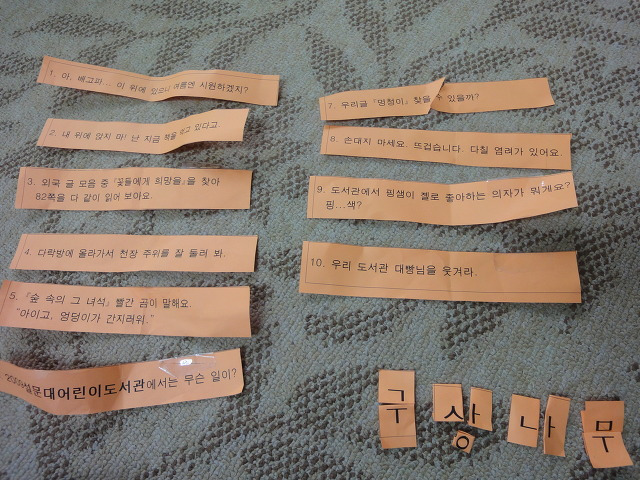 1. 아, 배고파... 이 위에 있으니 여름엔 시원하겠지?
2. 내 위에 앉지 마! 난 지금 책을 받고 있다고.
3. 외국 글 모음 중 『꽃들에게 희망을』을 찾아
82쪽을 다 같이 읽어 보아요.
4. 다락방에 올라가서 천장 주위를 잘 둘러 봐.
5. 『숲 속의 그 녀석』 빨간 곰이 말해요.
"아이고, 엉덩이가 간지러워."
설문대어린이도서관에서는 무슨 일이?
7. 우리글 『영철이』 찾을 수 있을까?
8. 손대지 마세요. 뜨겁습니다. 다칠 염려가 있어요.
9. 도서관에서 핑샘이 젤로 좋아하는 의자가 뭐게요?
핑...색?
10. 우리 도서관 대빵님을 웃겨라.
구 상 나 무